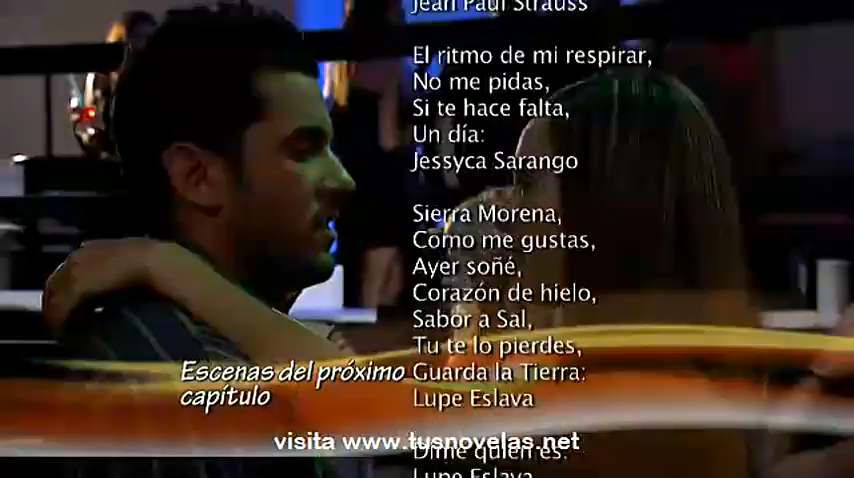 Jean Paul Strauss
El ritmo de mi respirar,
No me pidas,
Si te hace falta,
Un día:
Jessyca Sarango
Sierra Morena,
Como me gustas,
Ayer soñé,
Corazón de hielo,
Sabor a Sal,
Tu te lo pierdes,
Guarda la Tierra:
Lupe Eslava
Escenas del próximo
capítulo
visita www.tusnovelas.net
Dime quien es:
Lupe Eslava